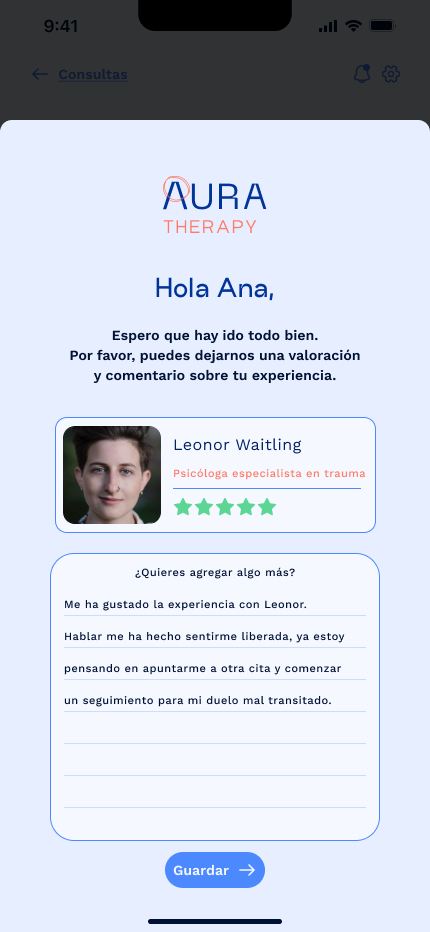 9:41
Consultas
AURA
THERAPY
Hola Ana,
Espero que hay ido todo bien.
Por favor, puedes dejarnos una valoración
y comentario sobre tu experiencia.
Leonor Waitling
Psicóloga especialista en trauma
¿Quieres agregar algo más?
Me ha gustado la experiencia con Leonor.
Hablar me ha hecho sentirme liberada, ya estoy
pensando en apuntarme a otra cita y comenzar
un seguimiento para mi duelo mal transitado.
Guardar